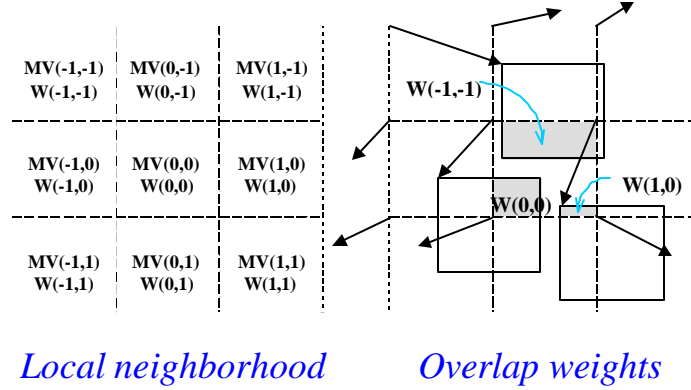 MV(-1,-1) MV(0,-1) MV(1,-1)
W(-1,-1) W(0,-1) W(1,-1)
MV(-1,0) MV(0,0) MV(1,0)
W(-1,0) W(0,0) W(1,0)
MV(-1,1) MV(0,1) MV(1,1)
W(-1,1) W(0,1) W(1,1)
W(-1,-1)
W(1,0)
W(0,0)
Local neighborhood
Overlap weights